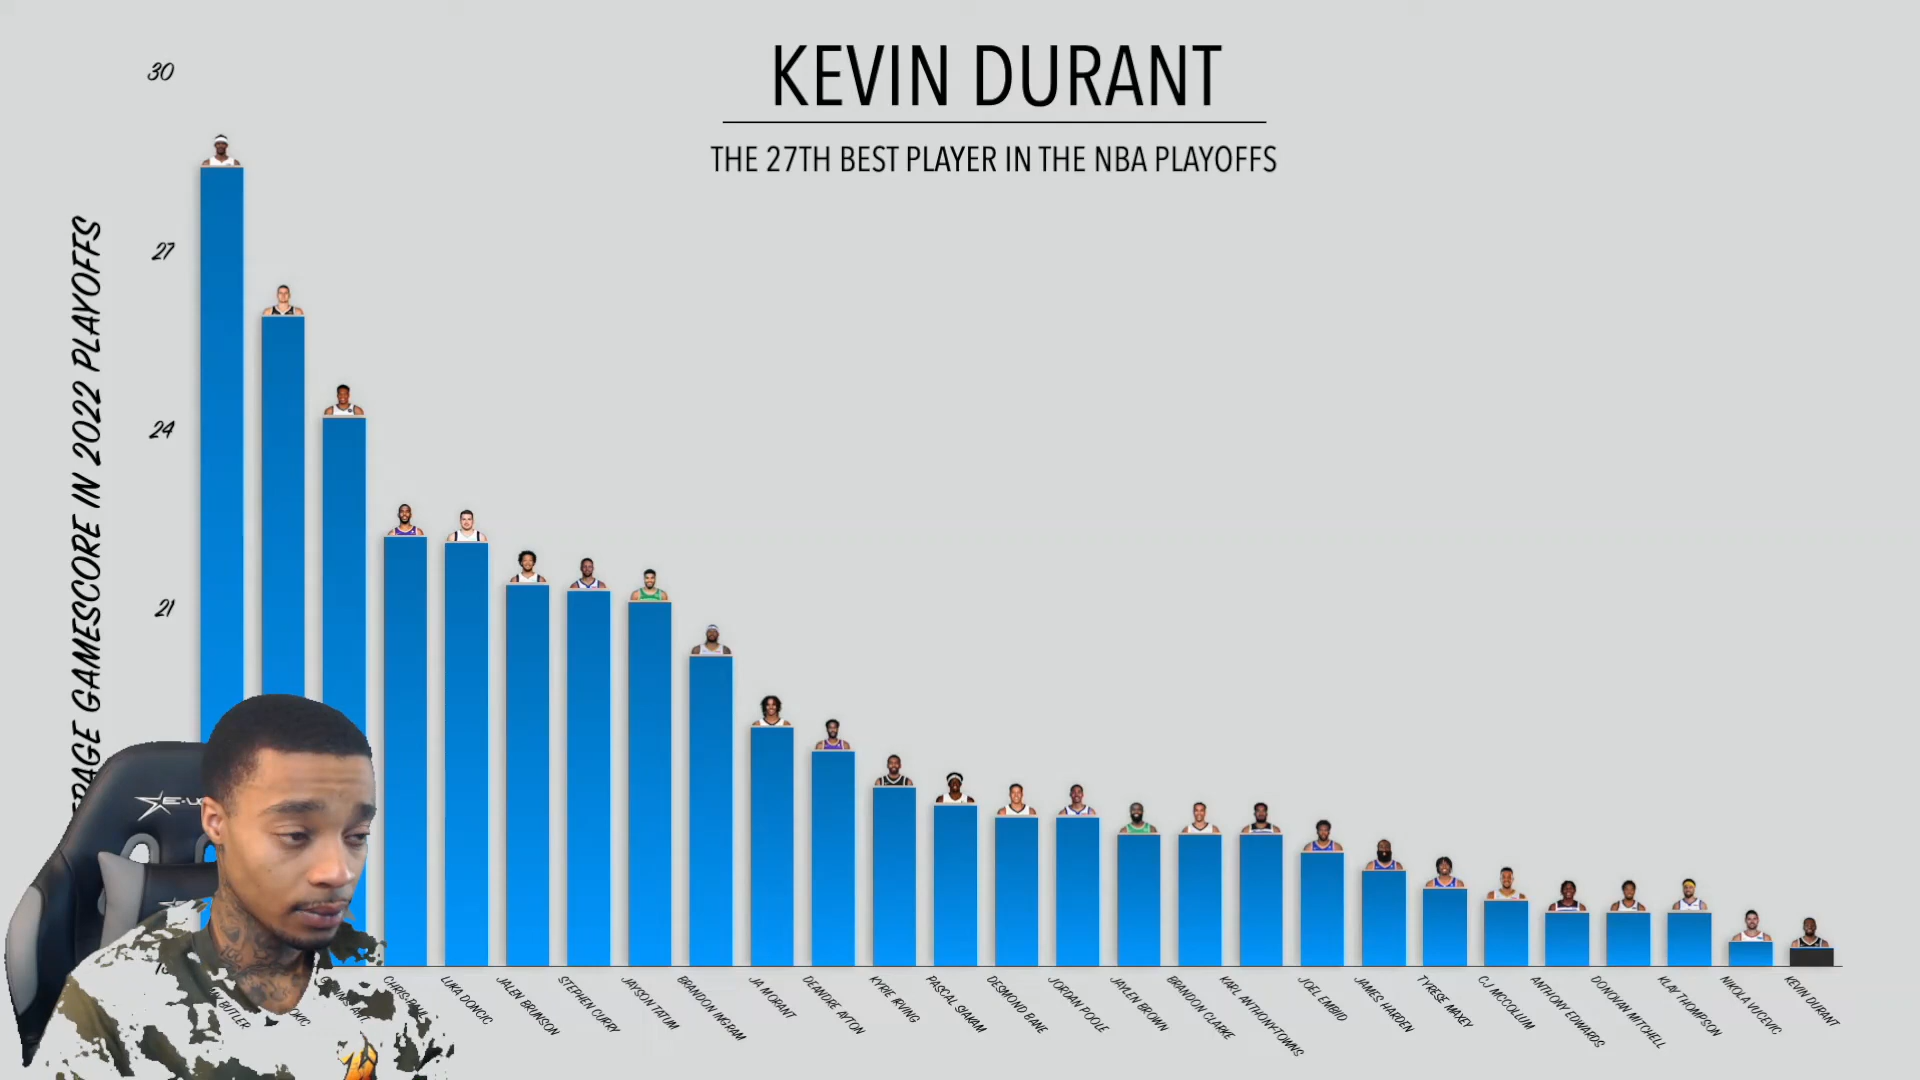 KEVIN DURANT
THE 27TH BEST PLAYER IN THE NBA PLAYOFFS
30
27
24
21
GAMESCORE IN 2022 PLAYOFFS
BUTLER
CHRIS PAUL
LUKA DONCIC
JALEN BRUNSON
STEPHEN CURRY
JAYSON TATUM
BRANDON INGRAM
JA MORANT
DEANDRE AYTON
KYRIE IRVING
PASCAL SIAKAM
DESMOND BANE
JORDAN POOLE
JAYLEN BROWN
BRANDON CLARKE
KARL ANTHONY-TOWNS
JOEL EMBIID
JAMES HARDEN
TYRESE MAXEY
CJ MCCOLLUM
ANTHONY EDWARDS
DONOVAN MITCHELL
KLAY THOMPSON
NIKOLA VUCEVIC
KEVIN DURANT